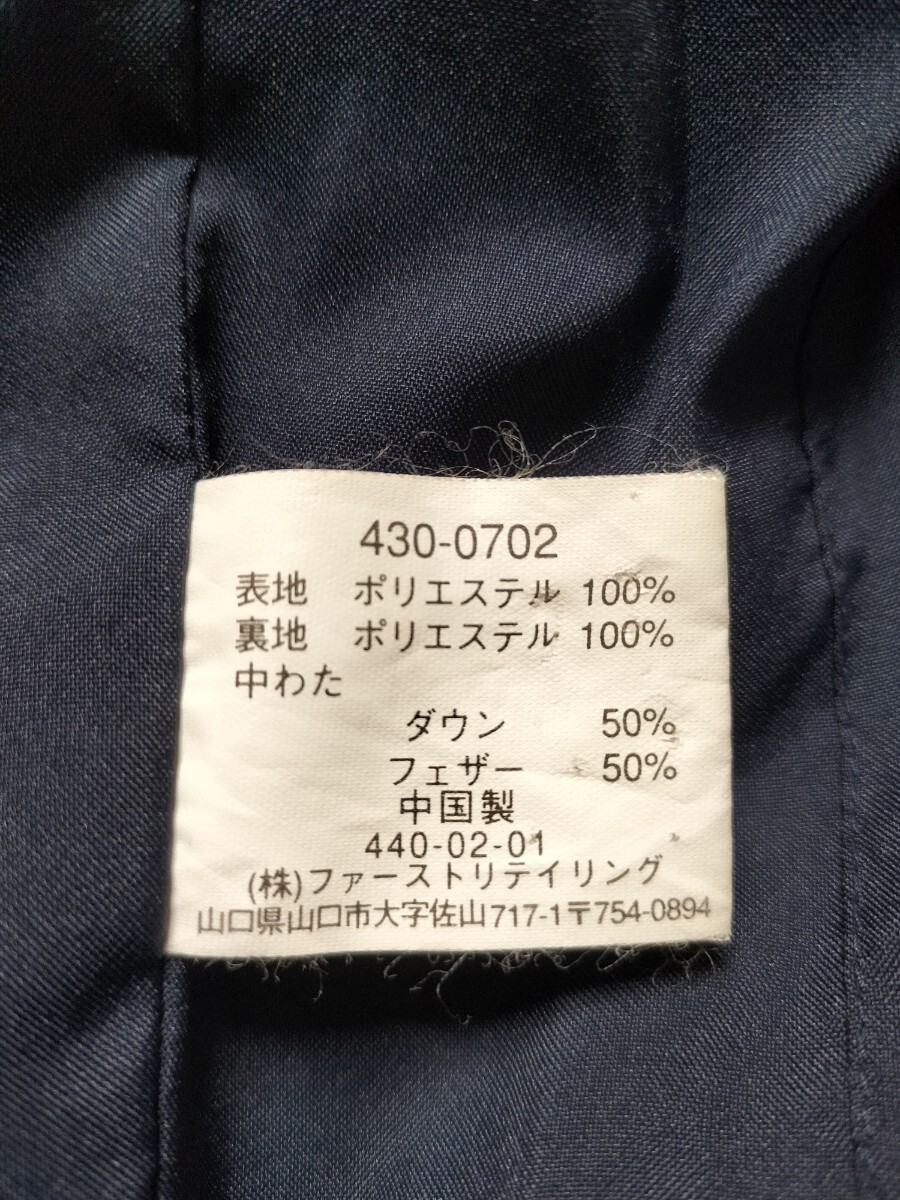 430-0702
表地 ポリエステル 100%
裏地 ポリエステル 100%
中わた
ダウン 50%
フェザー 50%
中国製
440-02-01
(株)ファーストリテイリング
山口県山口市大字佐山717-1〒754-0894